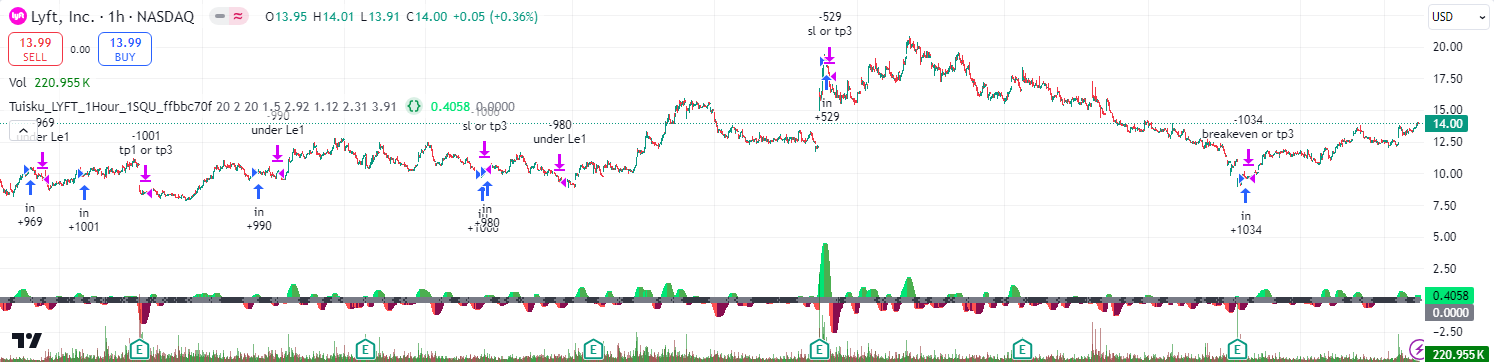 Lyft, Inc. · 1h · NASDAQ O13.95 H14.01 L13.91 C14.00 +0.05 (+0.36%)
USD
13.99 SELL
0.00
13.99 BUY
Vol 220.955 K
Tuisku_LYFT_1Hour_1SQU_ffbbc70f 20 2 20 1.5 2.92 1.12 2.31 3.91 {} 0.4058 0.0000
-529
sl or tp3
in
+529
969
under Le1
in
+969
-1001
tp1 or tp3
in
+1001
-990
under Le1
in
+990
sl or tp3
-980
under Le1
in
+980
-1034
breakeven or tp3
in
+1034
20.00
17.50
15.00
14.00
12.50
10.00
7.50
5.00
2.50
0.4058
0.0000
−2.50
220.955 K
E
E
E
E
E
E